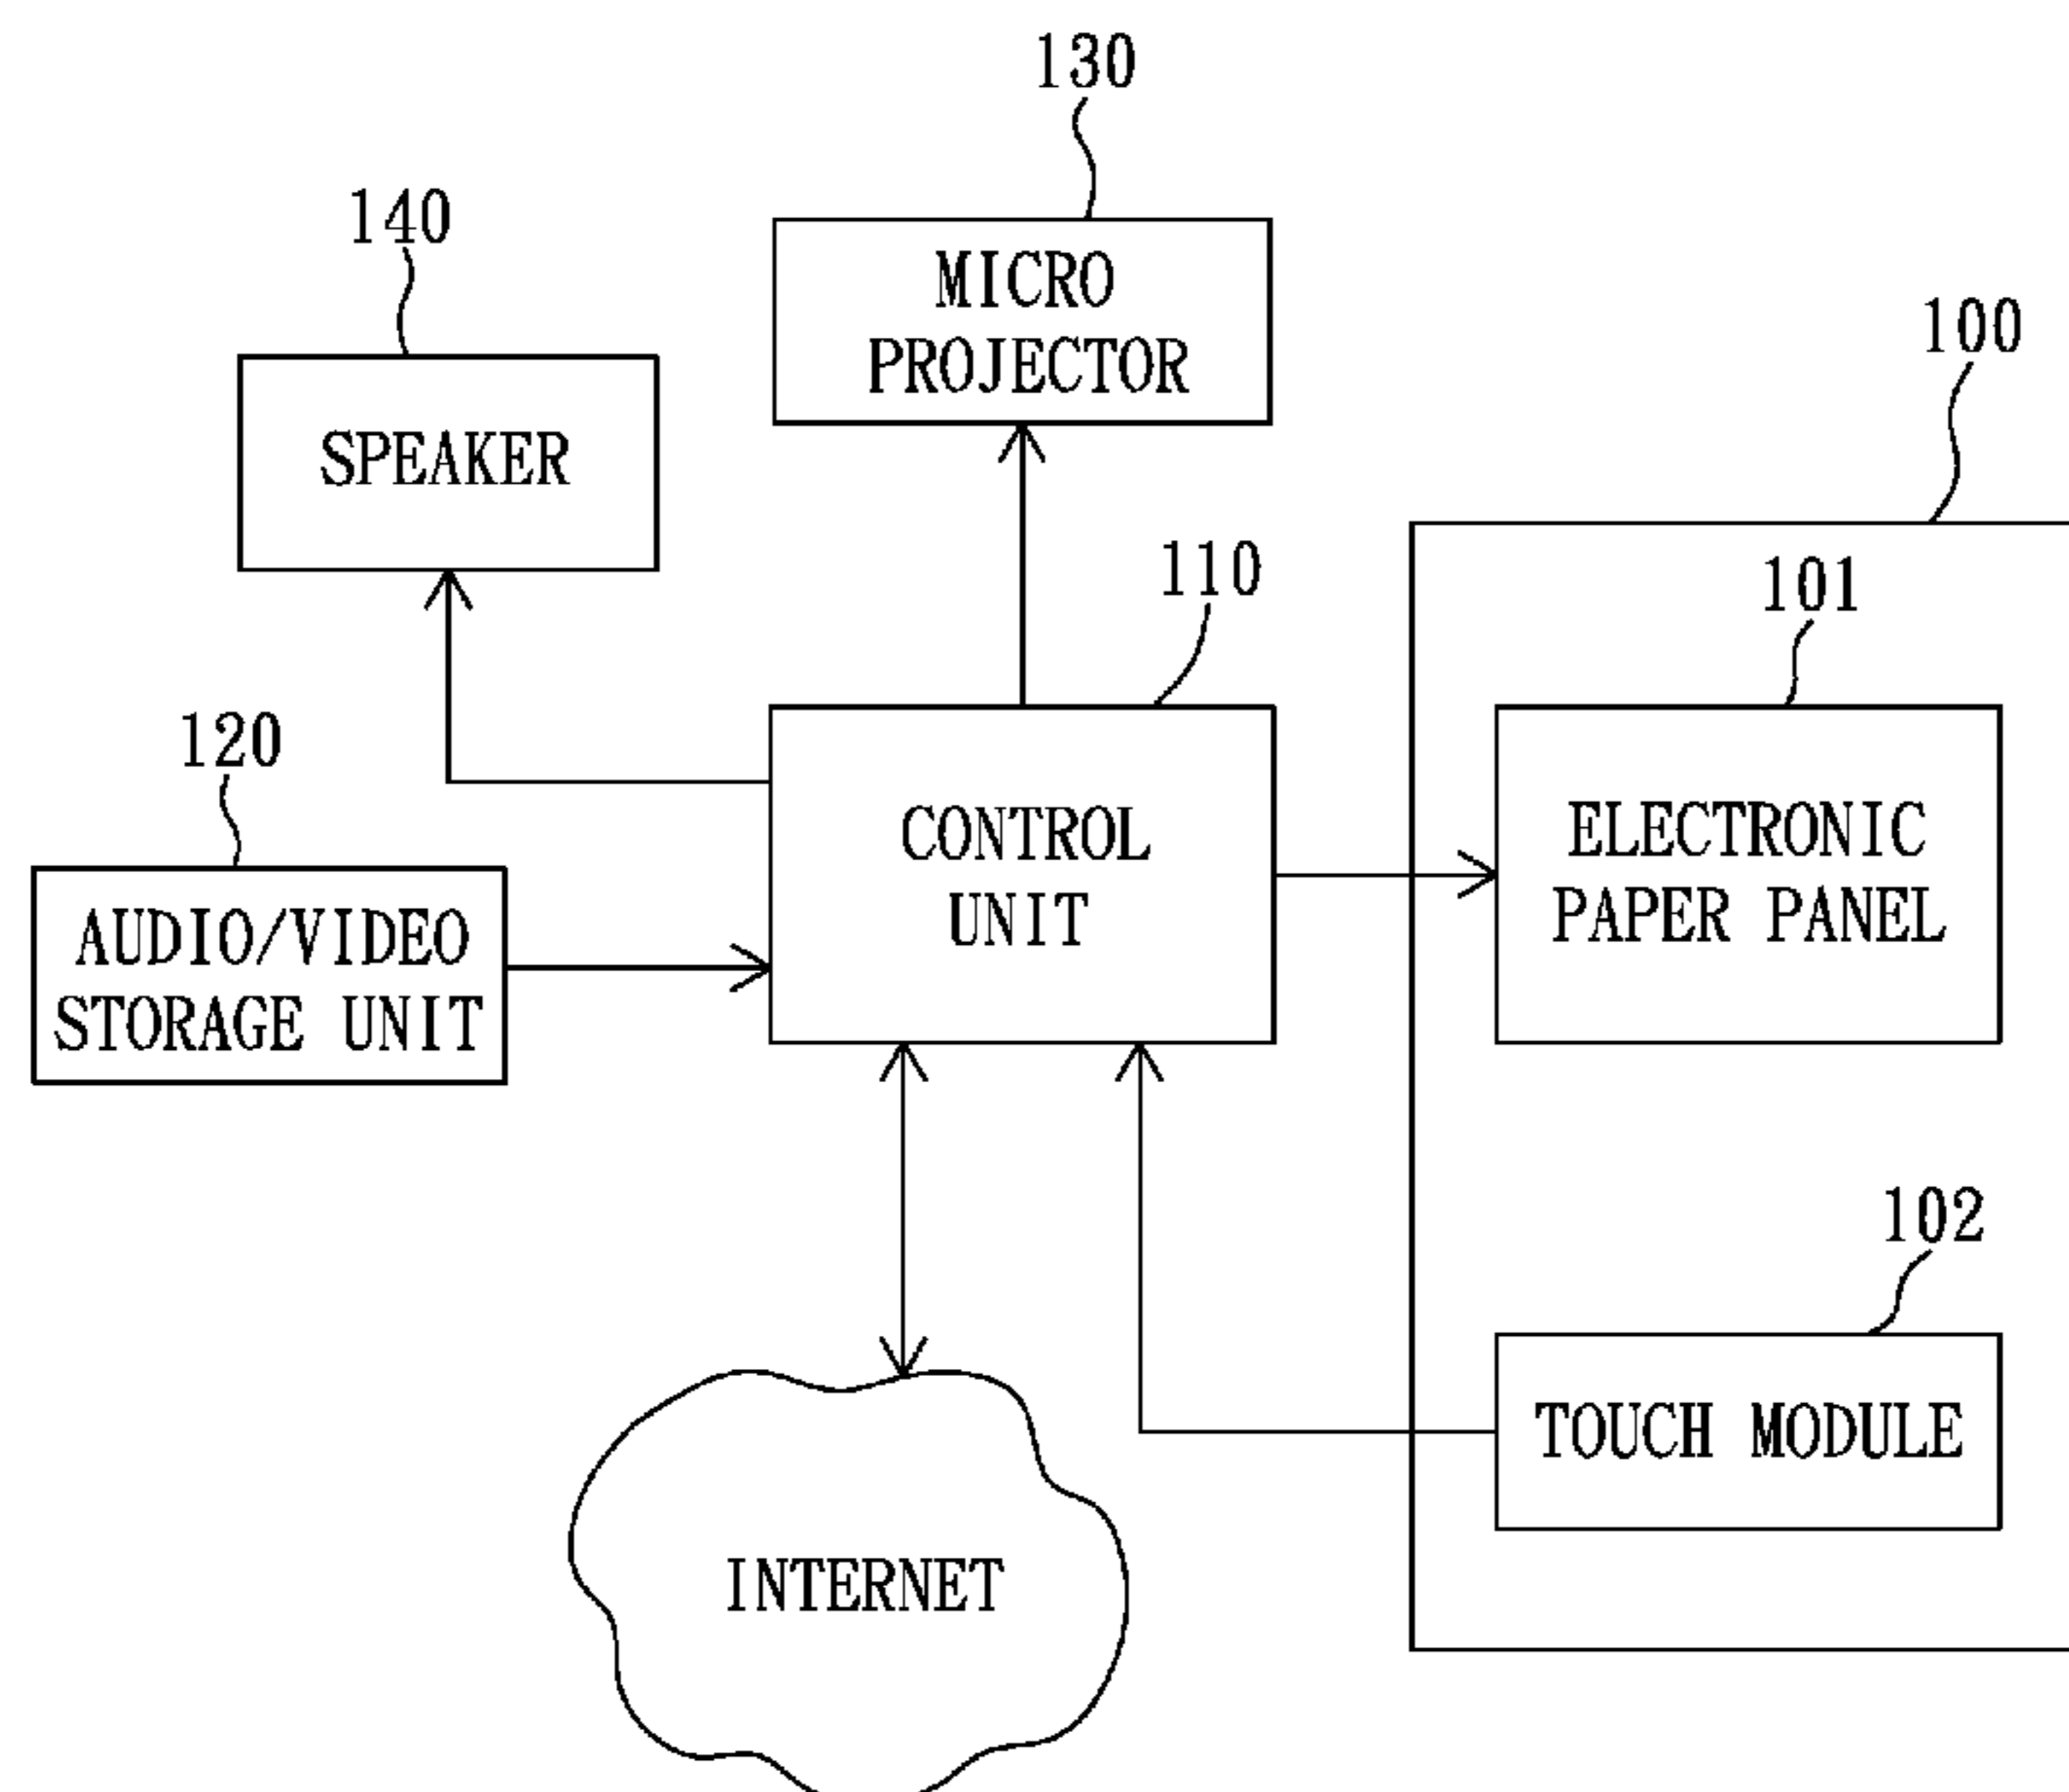 130
140
MICRO
PROJECTOR
100
SPEAKER
110
101
120
CONTROL
UNIT
ELECTRONIC
PAPER PANEL
AUDIO/VIDEO
STORAGE UNIT
102
TOUCH MODULE
INTERNET